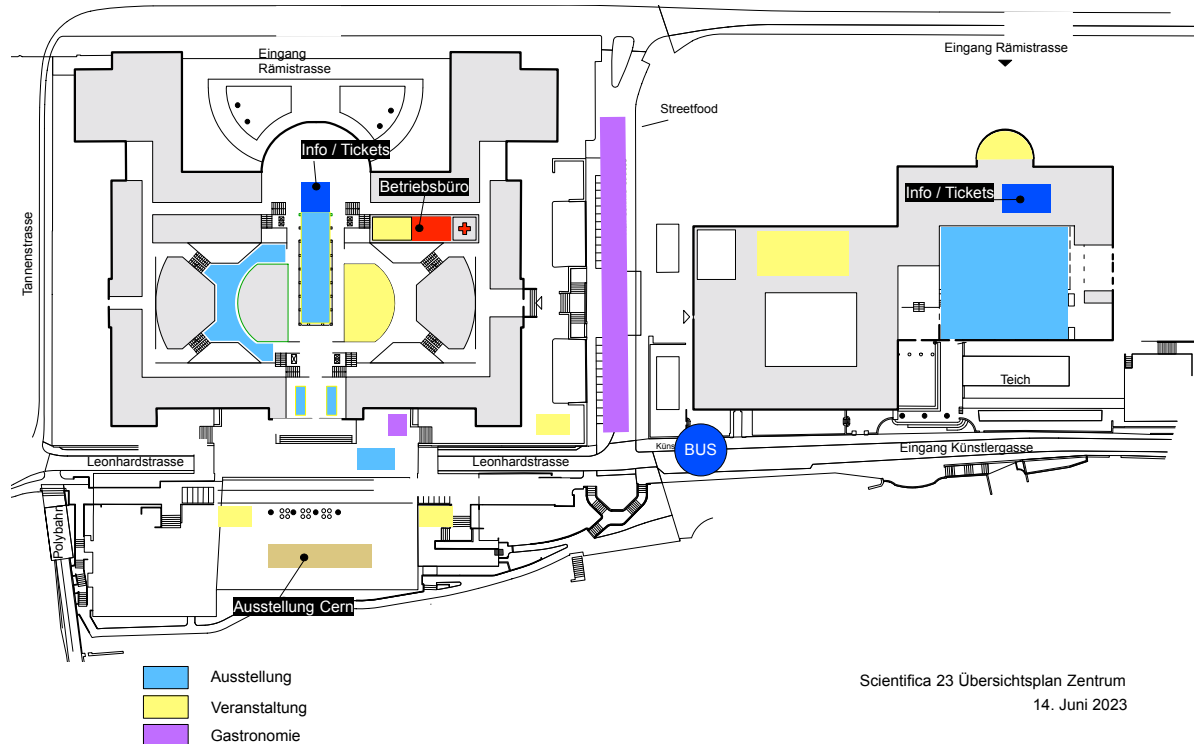 Eingang
Rämistrasse
Eingang Rämistrasse
Streetfood
Info / Tickets
Betriebsbüro
Info / Tickets
Tannenstrasse
Teich
Leonhardstrasse
Leonhardstrasse
BUS
Eingang Künstlergasse
Polybahn
Ausstellung Cern
Ausstellung
Veranstaltung
Gastronomie
Scientifica 23 Übersichtsplan Zentrum
14. Juni 2023